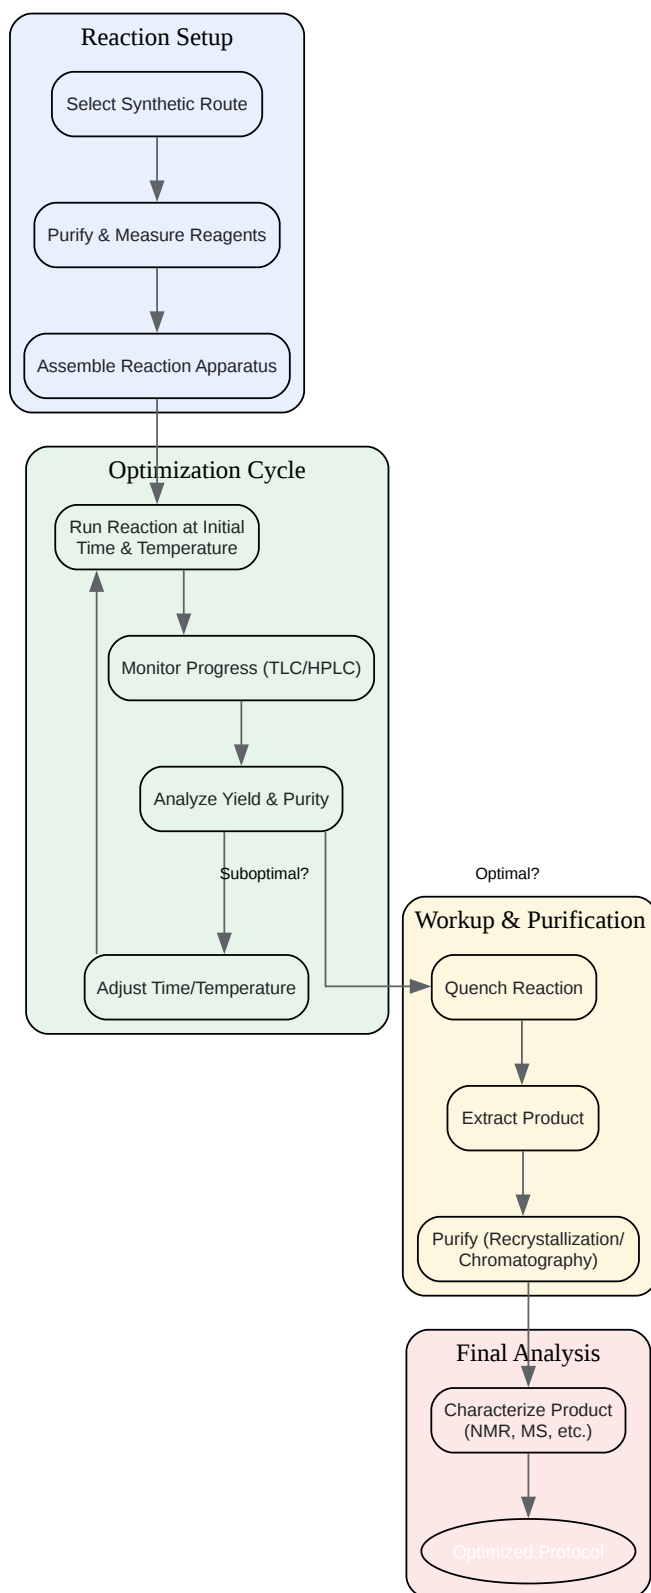 Reaction Setup
Select Synthetic Route
Purify & Measure Reagents
Assemble Reaction Apparatus
Optimization Cycle
Run Reaction at Initial
Time & Temperature
Monitor Progress (TLC/HPLC)
Analyze Yield & Purity
Suboptimal?
Optimal?
Adjust Time/Temperature
Workup & Purification
Quench Reaction
Extract Product
Purify (Recrystallization/
Chromatography)
Final Analysis
Characterize Product
(NMR, MS, etc.)
Optimized Protocol